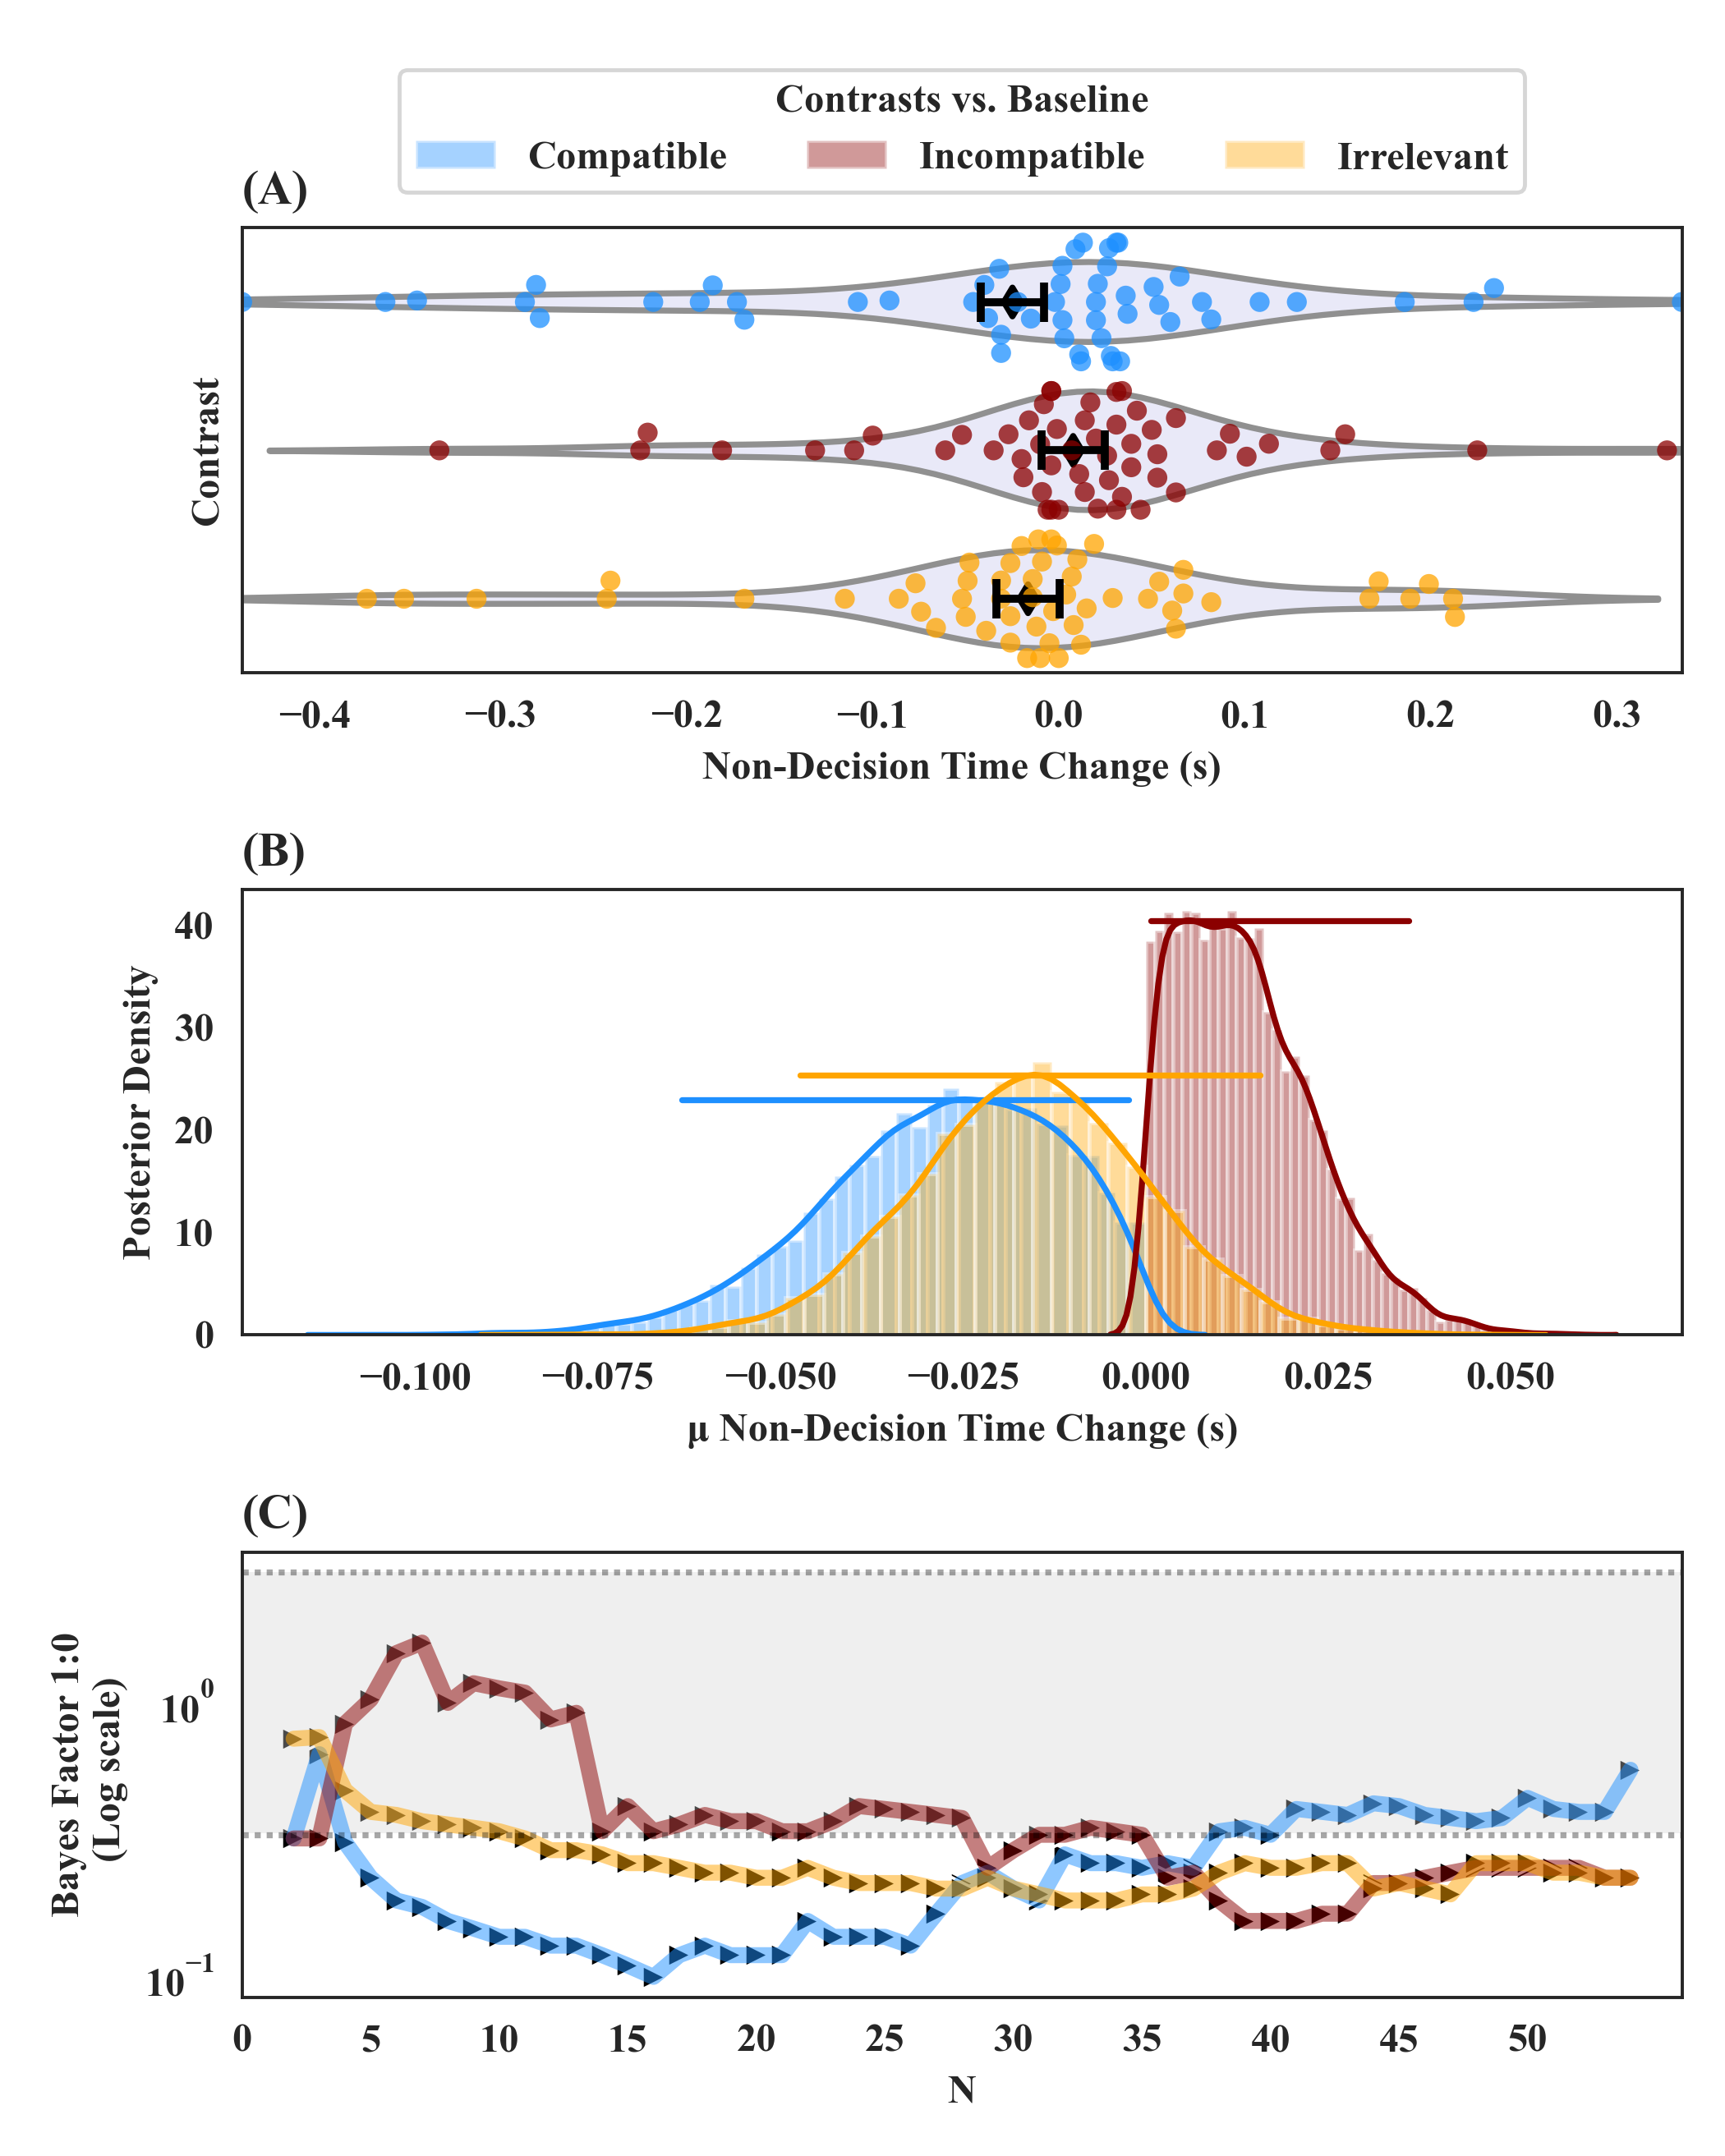 Contrasts vs. Baseline
Compatible Incompatible Irrelevant
(A)
Contrast
−0.4 −0.3 −0.2 −0.1 0.0 0.1 0.2 0.3
Non-Decision Time Change (s)
(B)
Posterior Density
40
30
20
10
0
−0.100 −0.075 −0.050 −0.025 0.000 0.025 0.050
μ Non-Decision Time Change (s)
(C)
Bayes Factor 1:0
(Log scale)
10⁰
10⁻¹
0 5 10 15 20 25 30 35 40 45 50
N